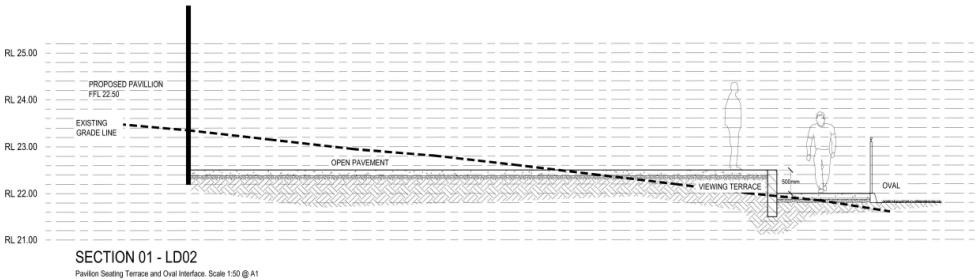 RL 25.00
PROPOSED PAVILLION
FFL 22.50
RL 24.00
EXISTING
GRADE LINE
RL 23.00
OPEN PAVEMENT
VIEWING TERRACE
500mm
OVAL
RL 22.00
RL 21.00
SECTION 01 - LD02
Pavilion Seating Terrace and Oval Interface. Scale 1:50 @ A1